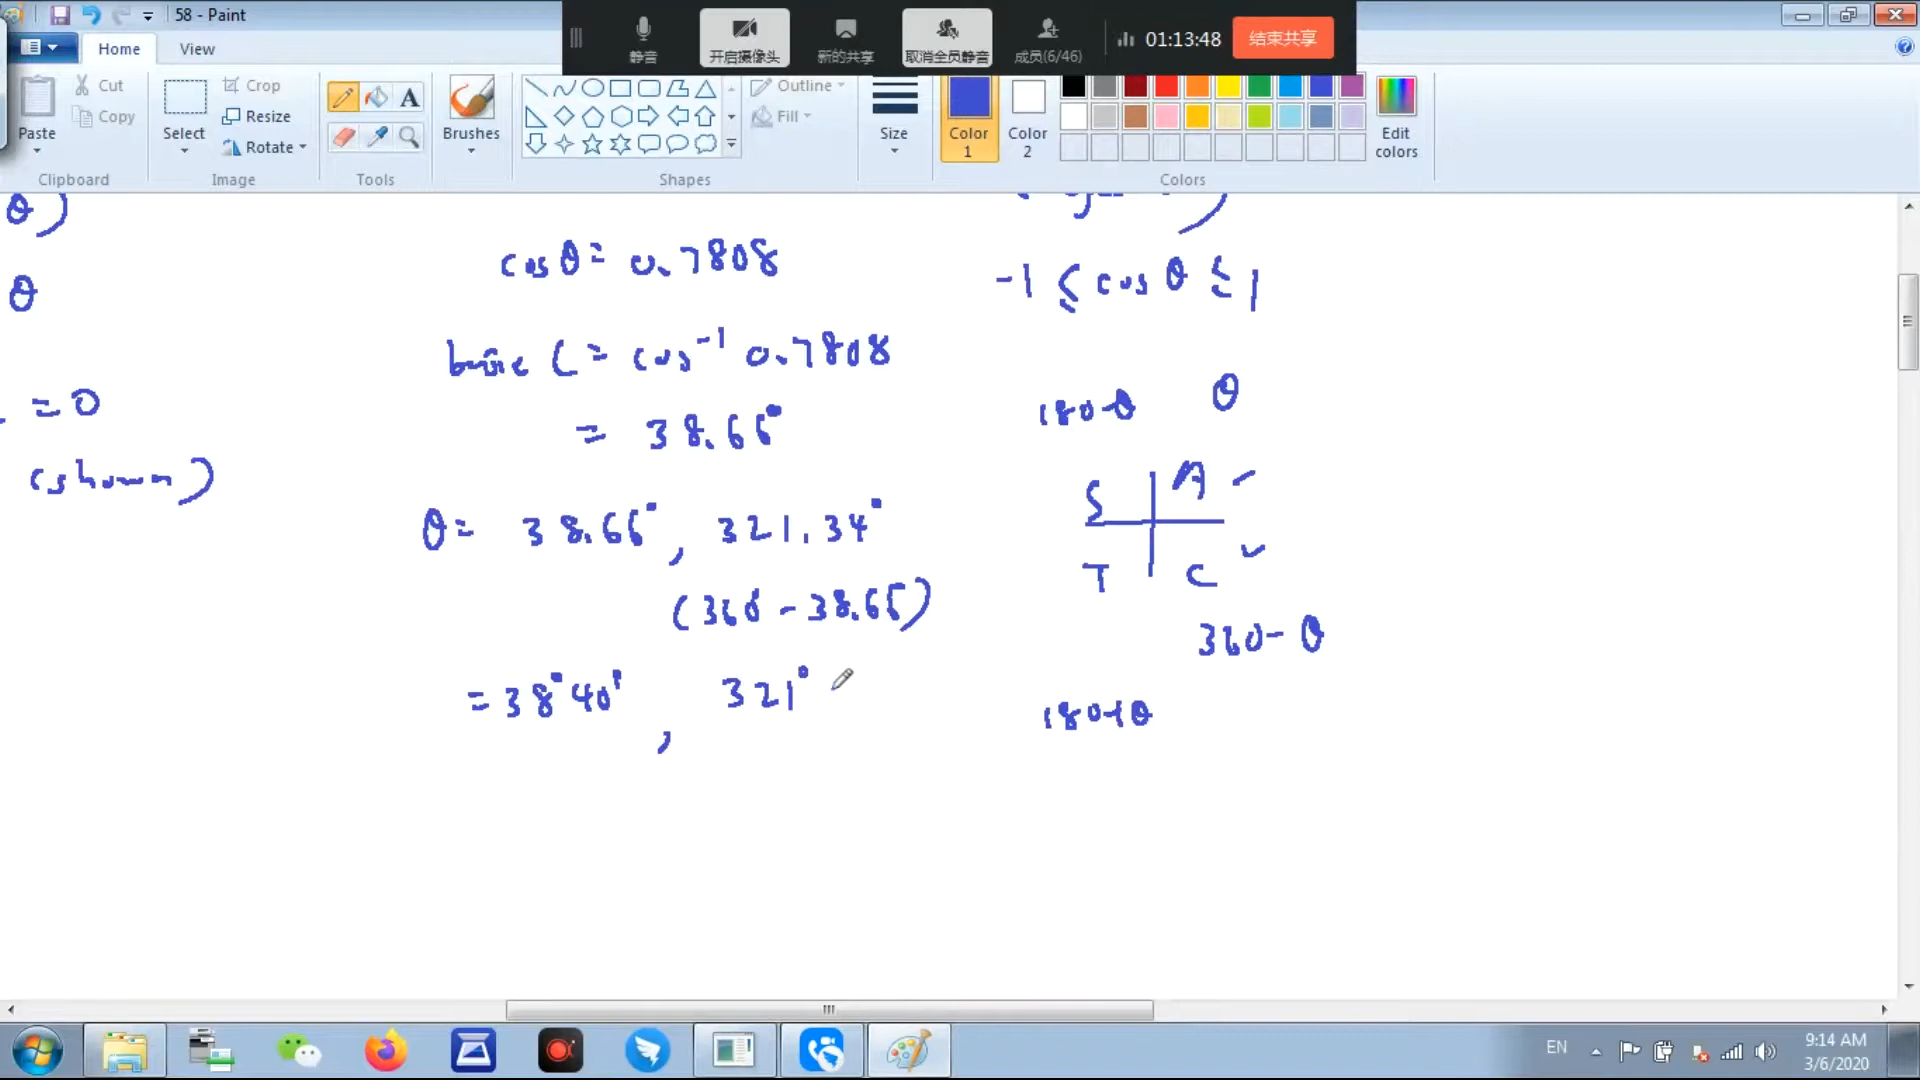 58 - Paint
静音
开启摄像头
新的共享
取消全员静音
成员(6/46)
01:13:48
结束共享
Home
View
Paste
Cut
Copy
Clipboard
Select
Crop
Resize
Rotate
Image
A
Tools
Brushes
Outline
Fill
Shapes
Size
Color 1
Color 2
Edit colors
Colors
θ)
θ
= 0
(shown)
cos θ = 0.7808
basic C = cos⁻¹ 0.7808
= 38.66°
θ = 38.66°, 321.34°
(360 - 38.66)
= 38°40', 321°
-1 ≤ cos θ ≤ 1
180-θ θ
S A
T C
360-θ
180+θ
EN
9:14 AM
3/6/2020